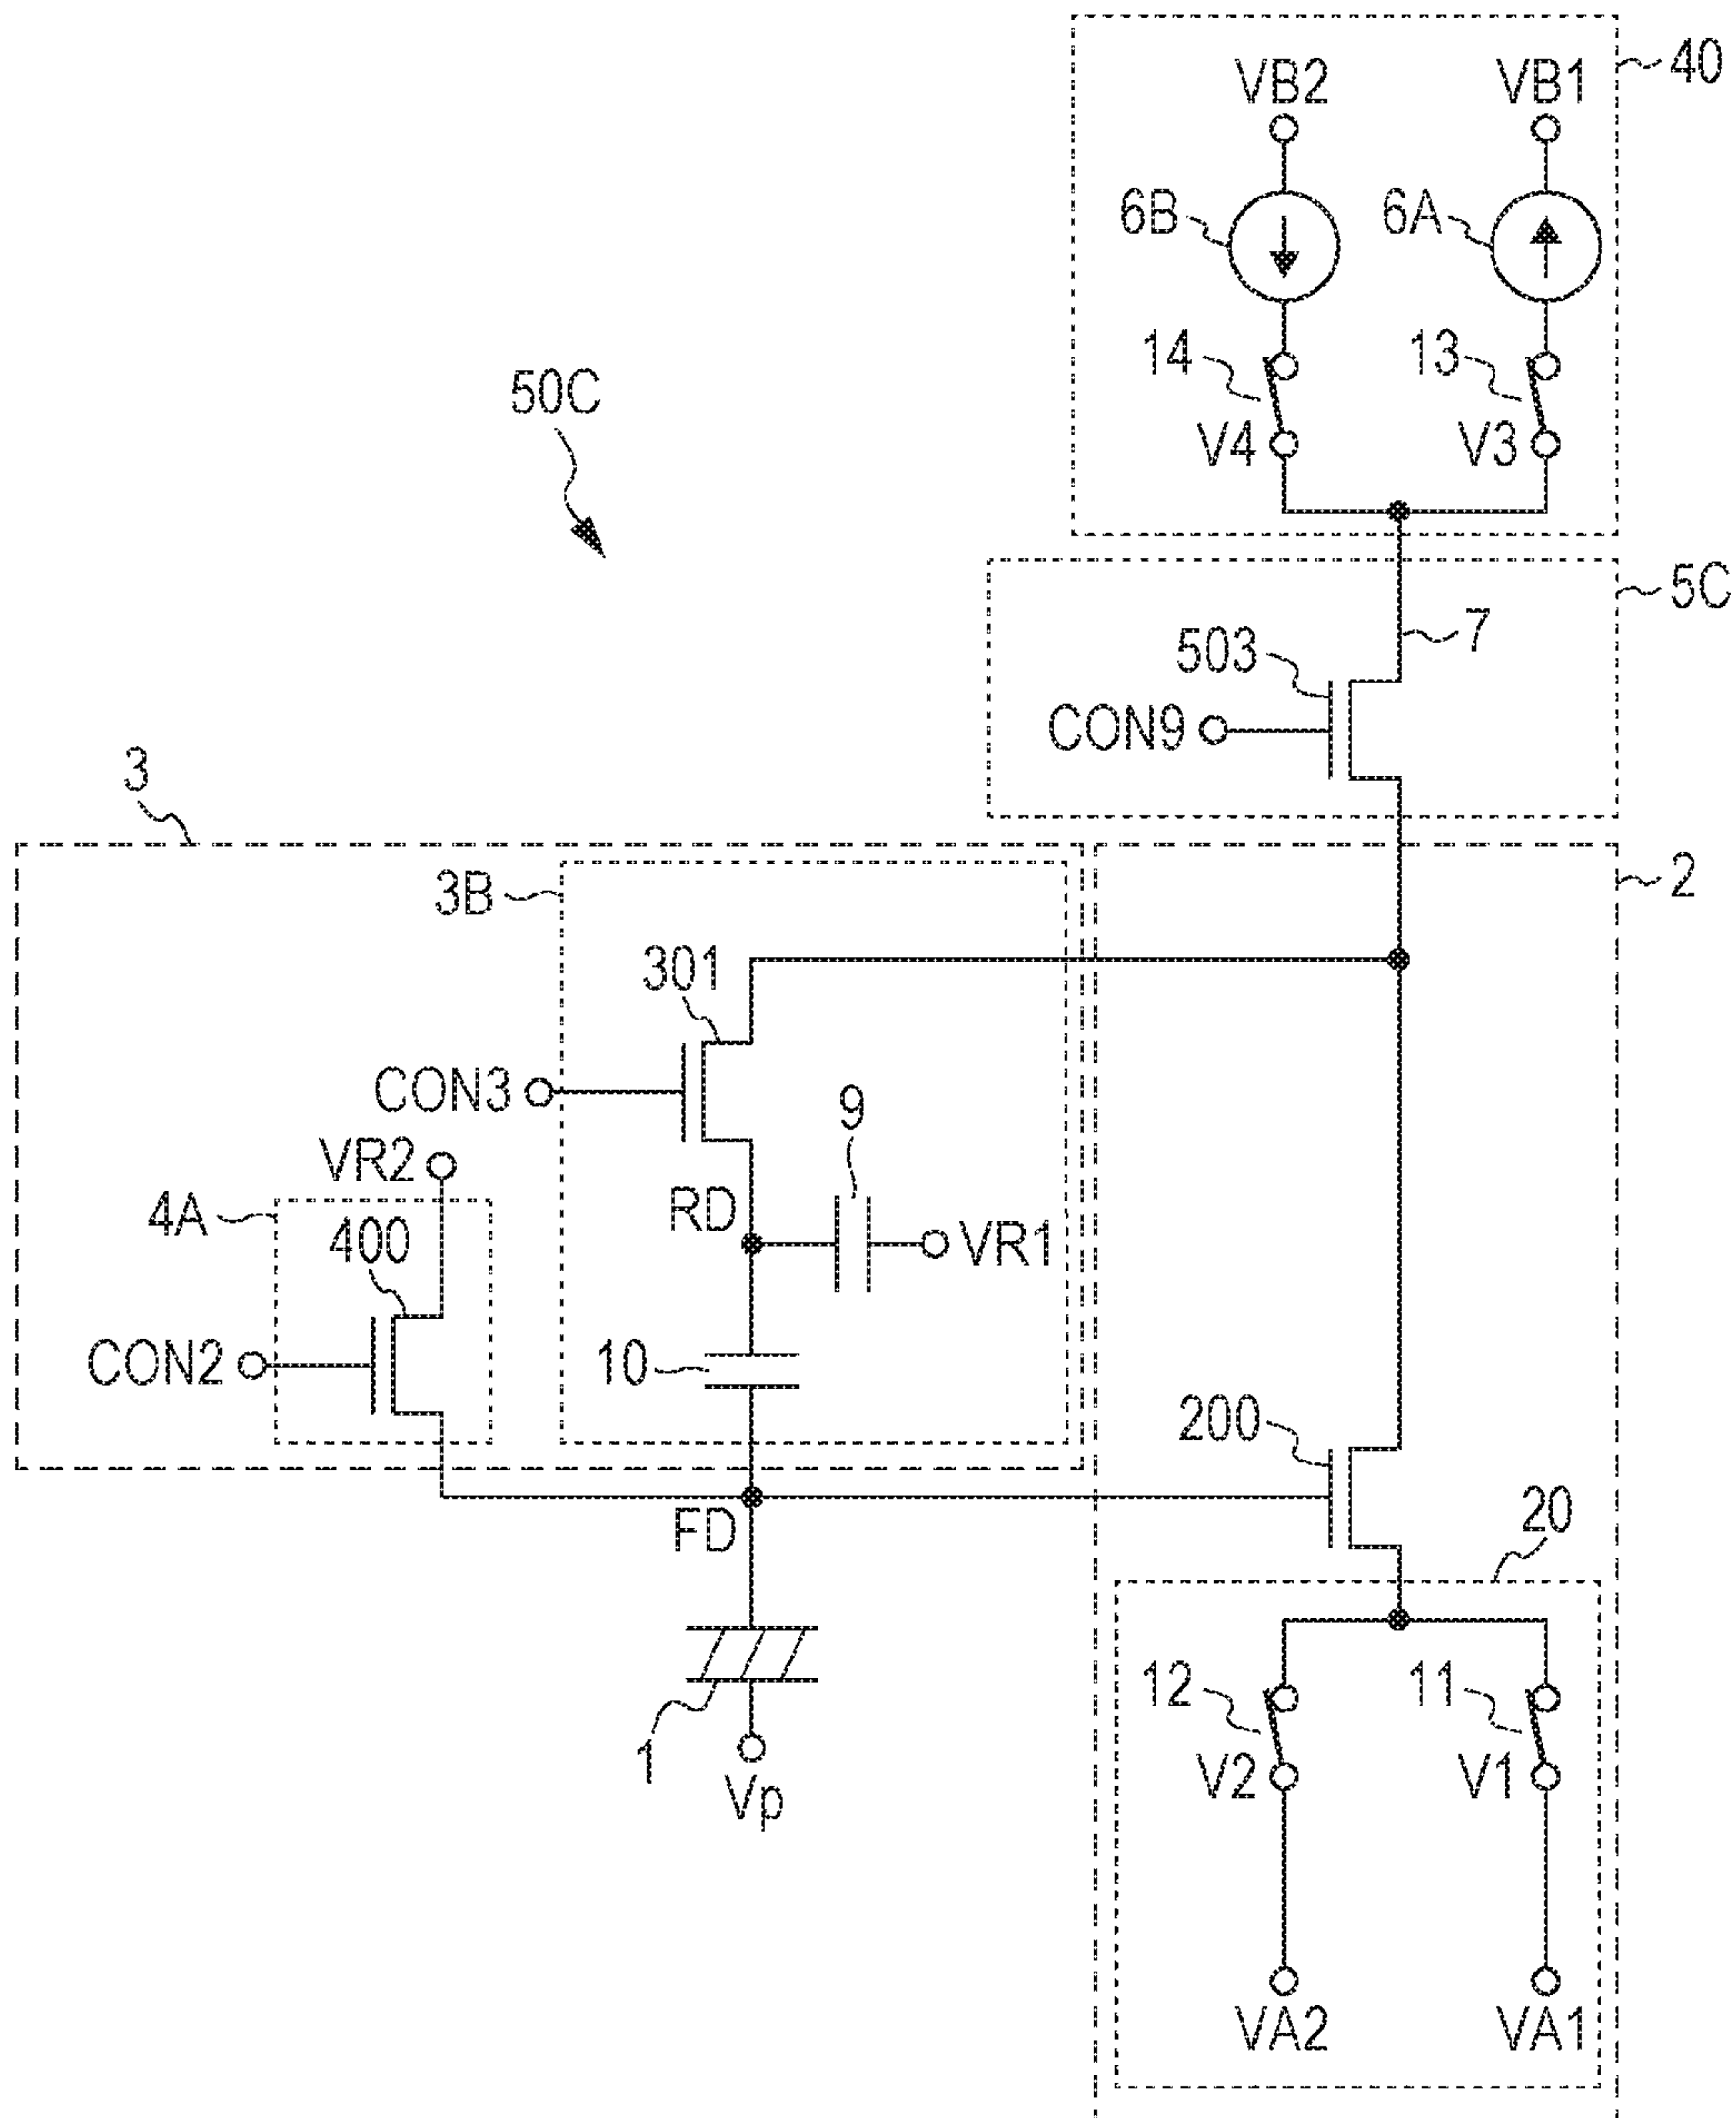 40
VB2 VB1
6B 6A
14 13
V4 V3
50C
5C
7
503
CON9
3
2
3B
301
CON3
9
VR2
RD
VR1
4A
400
CON2
10
200
20
FD
12 11
V2 V1
1
Vp
VA2 VA1